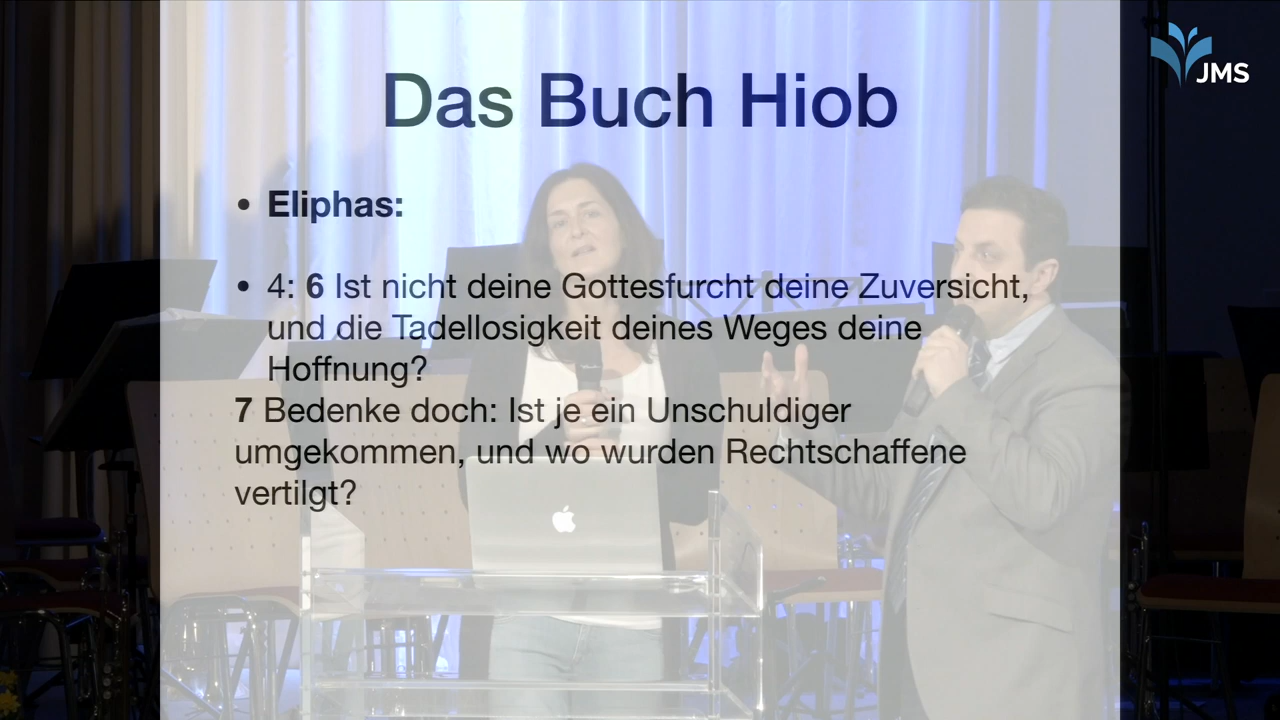 JMS
Das Buch Hiob
• Eliphas:
• 4: 6 Ist nicht deine Gottesfurcht deine Zuversicht,
und die Tadellosigkeit deines Weges deine
Hoffnung?
7 Bedenke doch: Ist je ein Unschuldiger
umgekommen, und wo wurden Rechtschaffene
vertilgt?